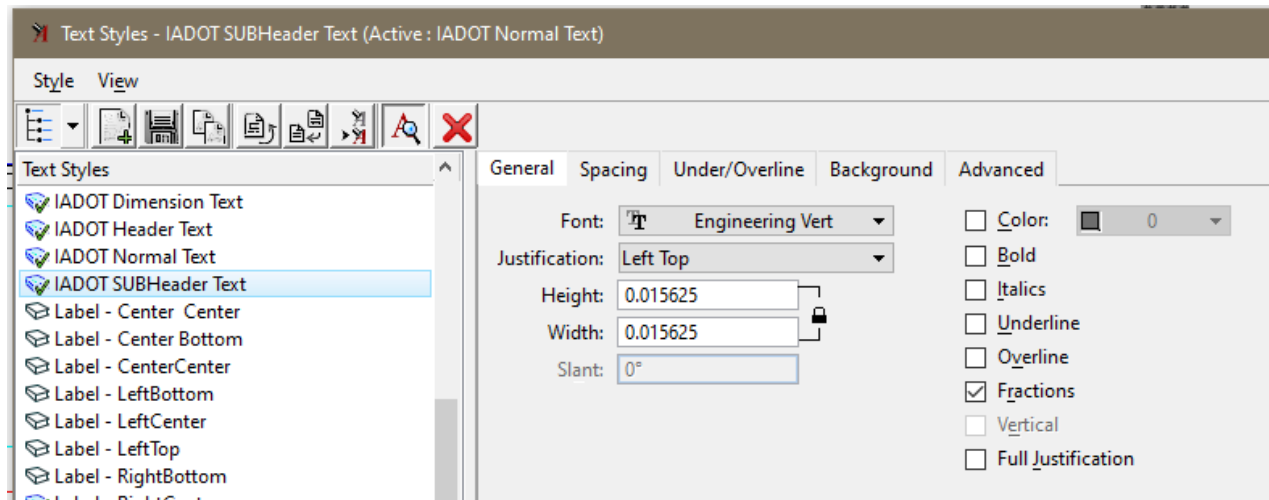 Text Styles - IADOT SUBHeader Text (Active : IADOT Normal Text)
Style View
Text Styles
IADOT Dimension Text
IADOT Header Text
IADOT Normal Text
IADOT SUBHeader Text
Label - Center  Center
Label - Center Bottom
Label - CenterCenter
Label - LeftBottom
Label - LeftCenter
Label - LeftTop
Label - RightBottom
General Spacing Under/Overline Background Advanced
Font: Engineering Vert
Justification: Left Top
Height: 0.015625
Width: 0.015625
Slant: 0°
Color: 0
Bold
Italics
Underline
Overline
Fractions
Vertical
Full Justification